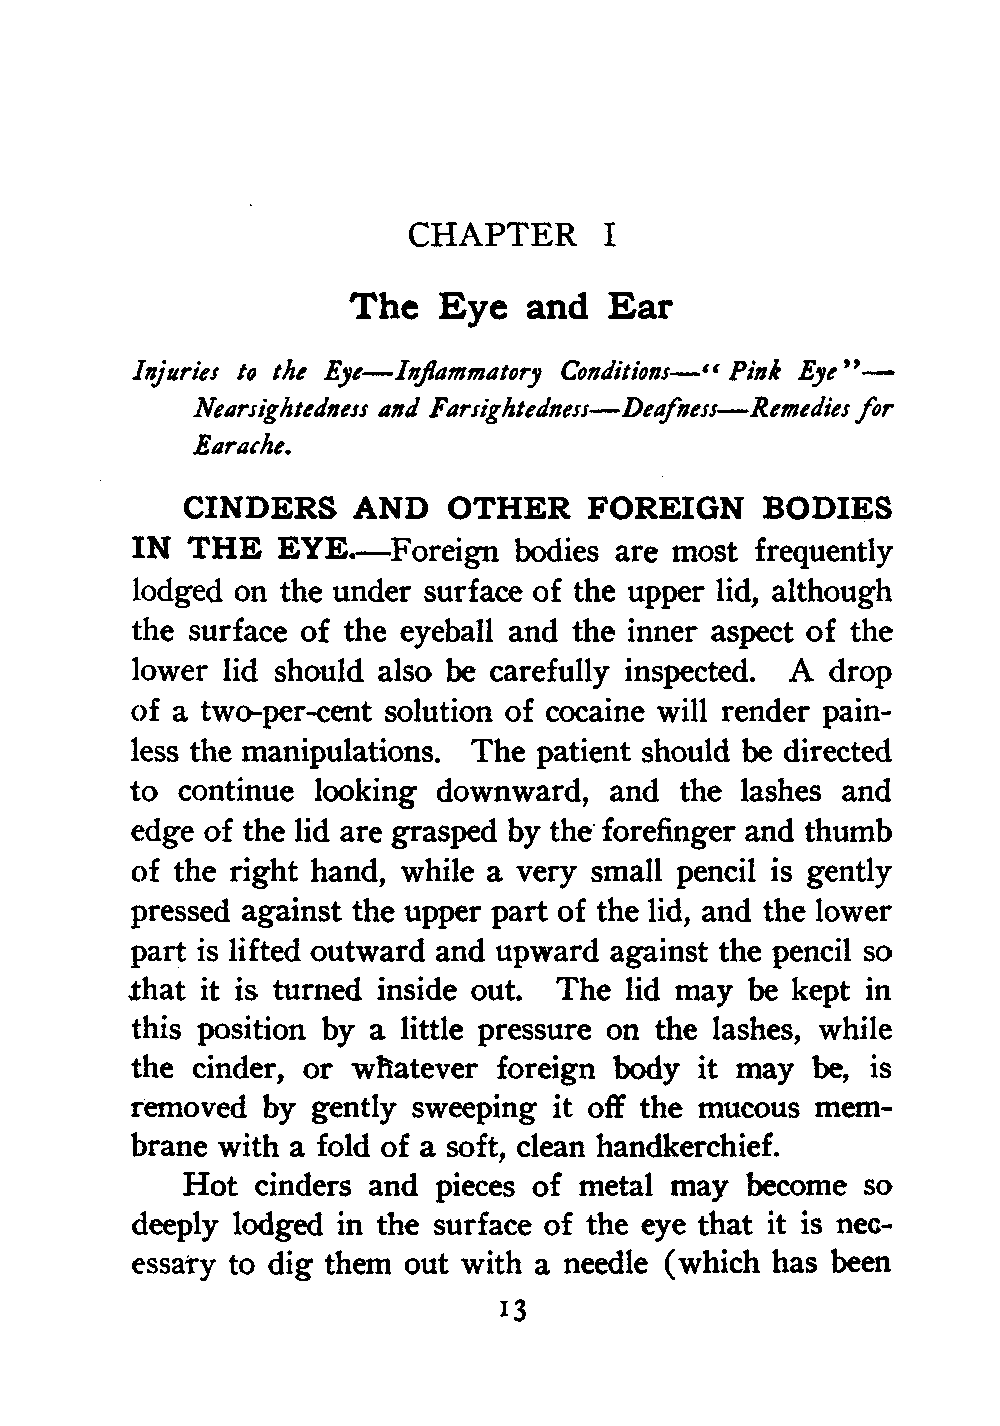 CHAPTER I
The Eye and Ear
Injuries to the Eye—Inflammatory Conditions—“ Pink Eye”—
Nearsightedness and Farsightedness—Deafness—Remedies for
Earache.
CINDERS AND OTHER FOREIGN BODIES
IN THE EYE.—Foreign bodies are most frequently
lodged on the under surface of the upper lid, although
the surface of the eyeball and the inner aspect of the
lower lid should also be carefully inspected. A drop
of a two-per-cent solution of cocaine will render pain-
less the manipulations. The patient should be directed
to continue looking downward, and the lashes and
edge of the lid are grasped by the forefinger and thumb
of the right hand, while a very small pencil is gently
pressed against the upper part of the lid, and the lower
part is lifted outward and upward against the pencil so
that it is turned inside out. The lid may be kept in
this position by a little pressure on the lashes, while
the cinder, or whatever foreign body it may be, is
removed by gently sweeping it off the mucous mem-
brane with a fold of a soft, clean handkerchief.
Hot cinders and pieces of metal may become so
deeply lodged in the surface of the eye that it is nec-
essary to dig them out with a needle (which has been
13